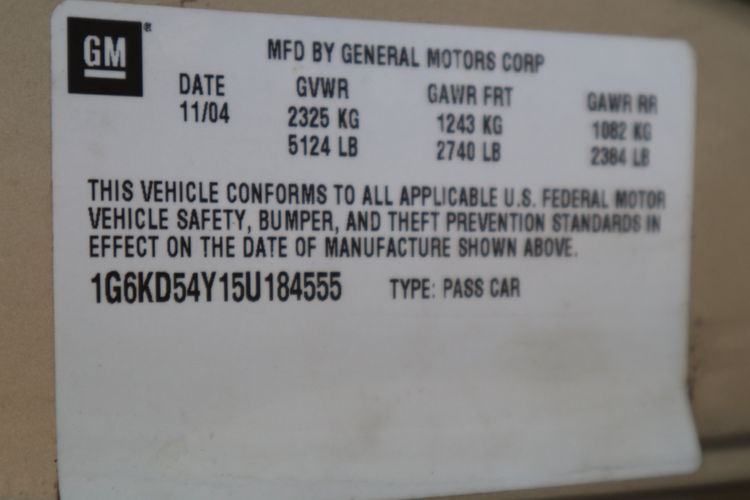 GM®
MFD BY GENERAL MOTORS CORP
DATE GVWR GAWR FRT GAWR RR
11/04 2325 KG 1243 KG 1082 KG
5124 LB 2740 LB 2384 LB
THIS VEHICLE CONFORMS TO ALL APPLICABLE U.S. FEDERAL MOTOR
VEHICLE SAFETY, BUMPER, AND THEFT PREVENTION STANDARDS IN
EFFECT ON THE DATE OF MANUFACTURE SHOWN ABOVE.
1G6KD54Y15U184555 TYPE: PASS CAR